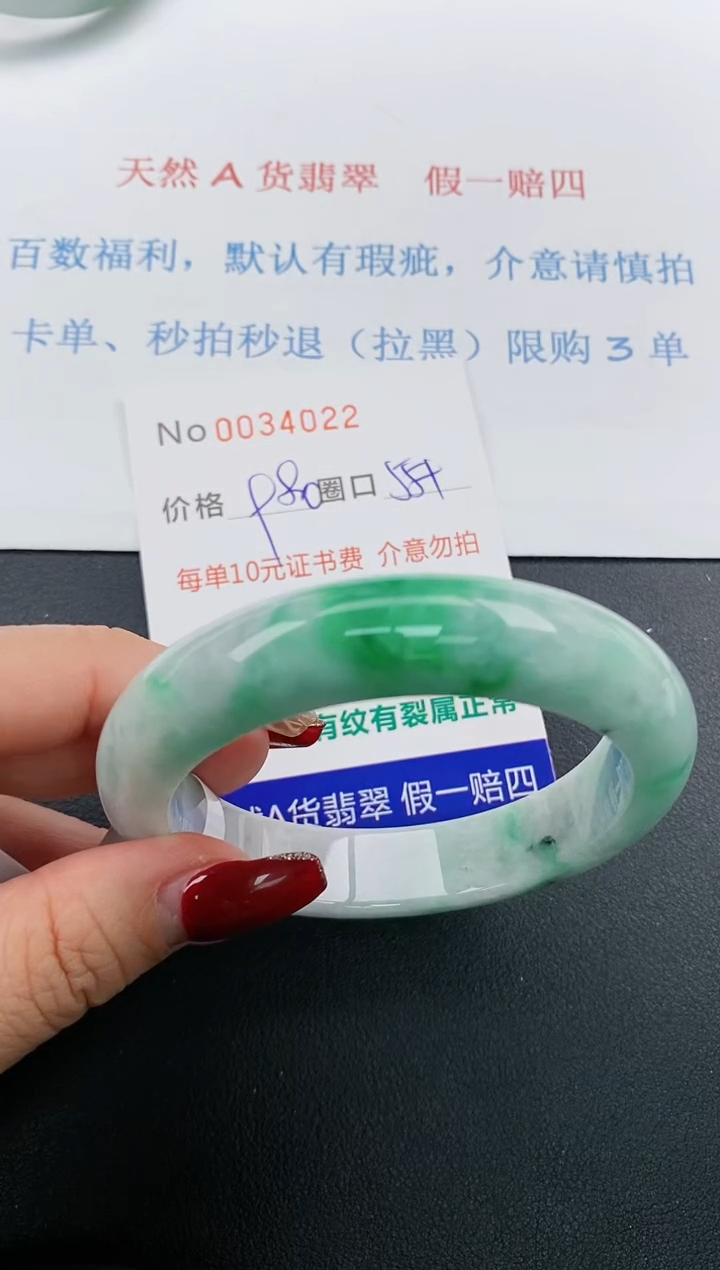 天然A货翡翠 假一赔四
百数福利，默认有瑕疵，介意请慎拍
卡单、秒拍秒退（拉黑）限购3单
No 0034022
价格 圈口
每单10元证书费 介意勿拍
有纹有裂属正常
A货翡翠 假一赔四